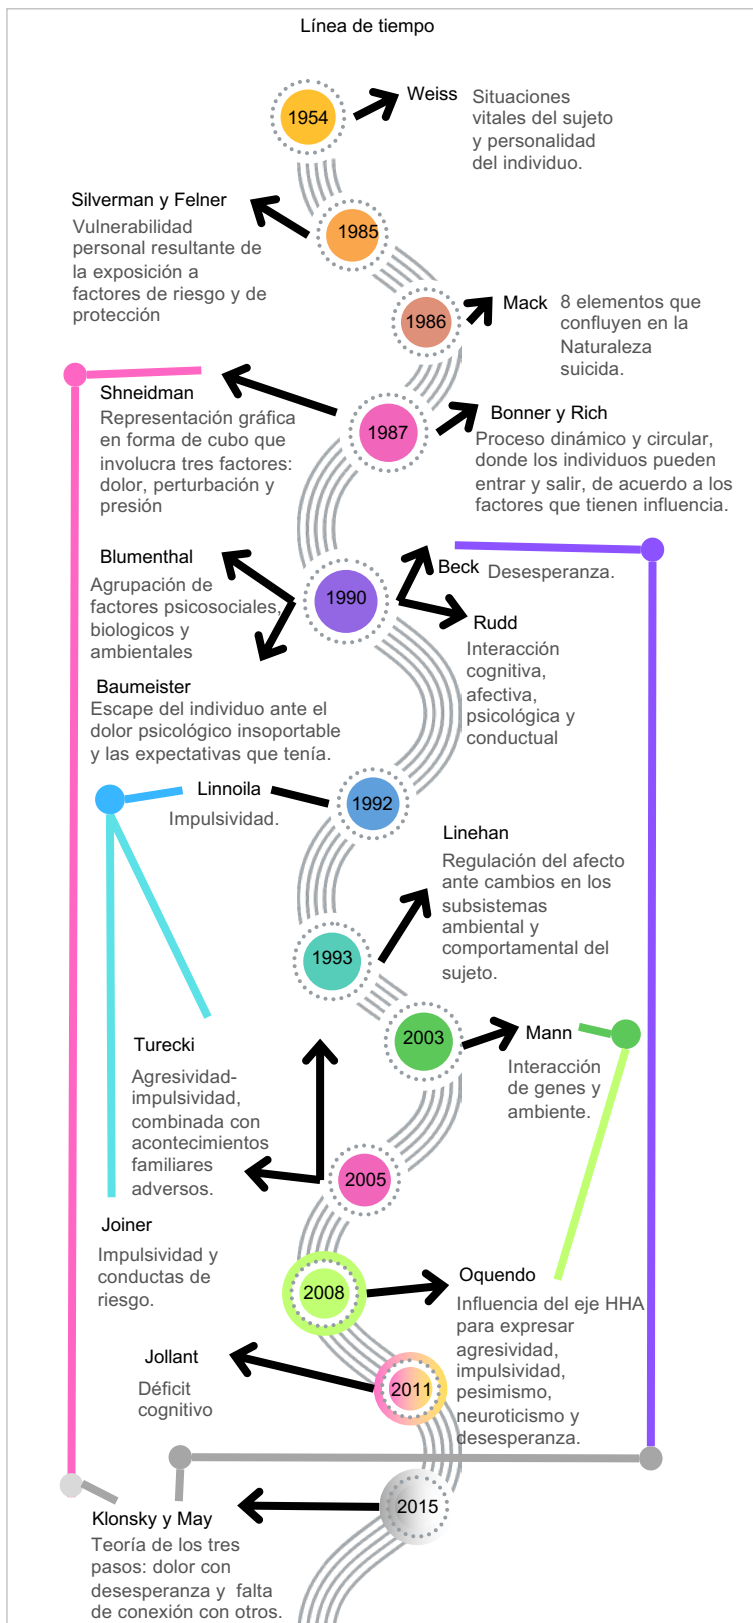 Línea de tiempo
1954
Weiss
Situaciones
vitales del sujeto
y personalidad
del individuo.
Silverman y Felner
Vulnerabilidad
personal resultante de
la exposición a
factores de riesgo y de
protección
1985
1986
Mack
8 elementos que
confluyen en la
Naturaleza
suicida.
Shneidman
Representación gráfica
en forma de cubo que
involucra tres factores:
dolor, perturbación y
presión
1987
Bonner y Rich
Proceso dinámico y circular,
donde los individuos pueden
entrar y salir, de acuerdo a los
factores que tienen influencia.
Blumenthal
Agrupación de
factores psicosociales,
biologicos y
ambientales
1990
Beck
Desesperanza.
Rudd
Interacción
cognitiva,
afectiva,
psicológica y
conductual
Baumeister
Escape del individuo ante el
dolor psicológico insoportable
y las expectativas que tenía.
Linnoila
Impulsividad.
1992
Linehan
Regulación del afecto
ante cambios en los
subsistemas
ambiental y
comportamental del
sujeto.
1993
2003
Mann
Interacción
de genes y
ambiente.
Turecki
Agresividad-
impulsividad,
combinada con
acontecimientos
familiares
adversos.
2005
Joiner
Impulsividad y
conductas de
riesgo.
2008
Oquendo
Influencia del eje HHA
para expresar
agresividad,
impulsividad,
pesimismo,
neuroticismo y
desesperanza.
Jollant
Déficit
cognitivo
2011
2015
Klonsky y May
Teoría de los tres
pasos: dolor con
desesperanza y falta
de conexión con otros.